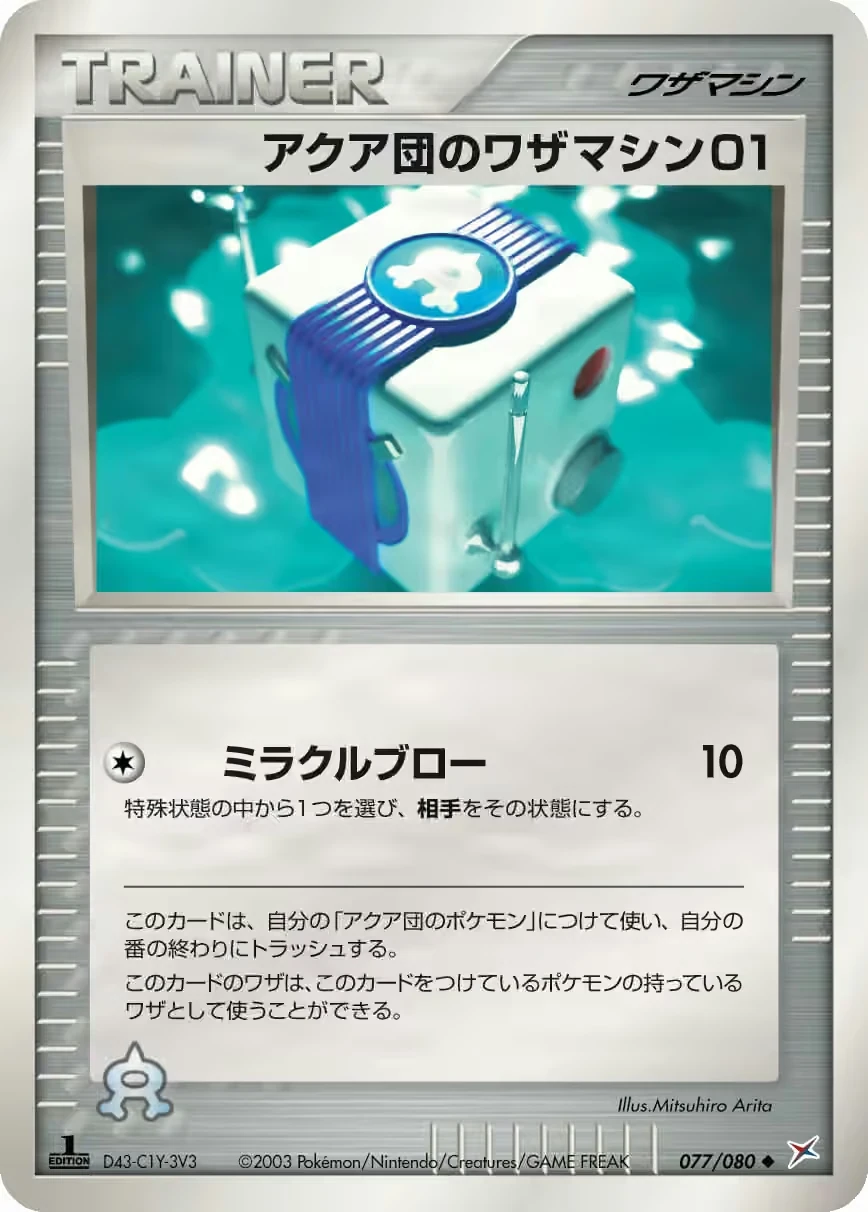 TRAINER
ワザマシン
アクア団のワザマシン01
ミラクルブロー 10
特殊状態の中から1つを選び、相手をその状態にする。
このカードは、自分の「アクア団のポケモン」につけて使い、自分の
番の終わりにトラッシュする。
このカードのワザは、このカードをつけているポケモンの持っている
ワザとして使うことができる。
Illus.Mitsuhiro Arita
1 EDITION D43-C1Y-3V3 ©2003 Pokémon/Nintendo/Creatures/GAME FREAK 077/080 ◆